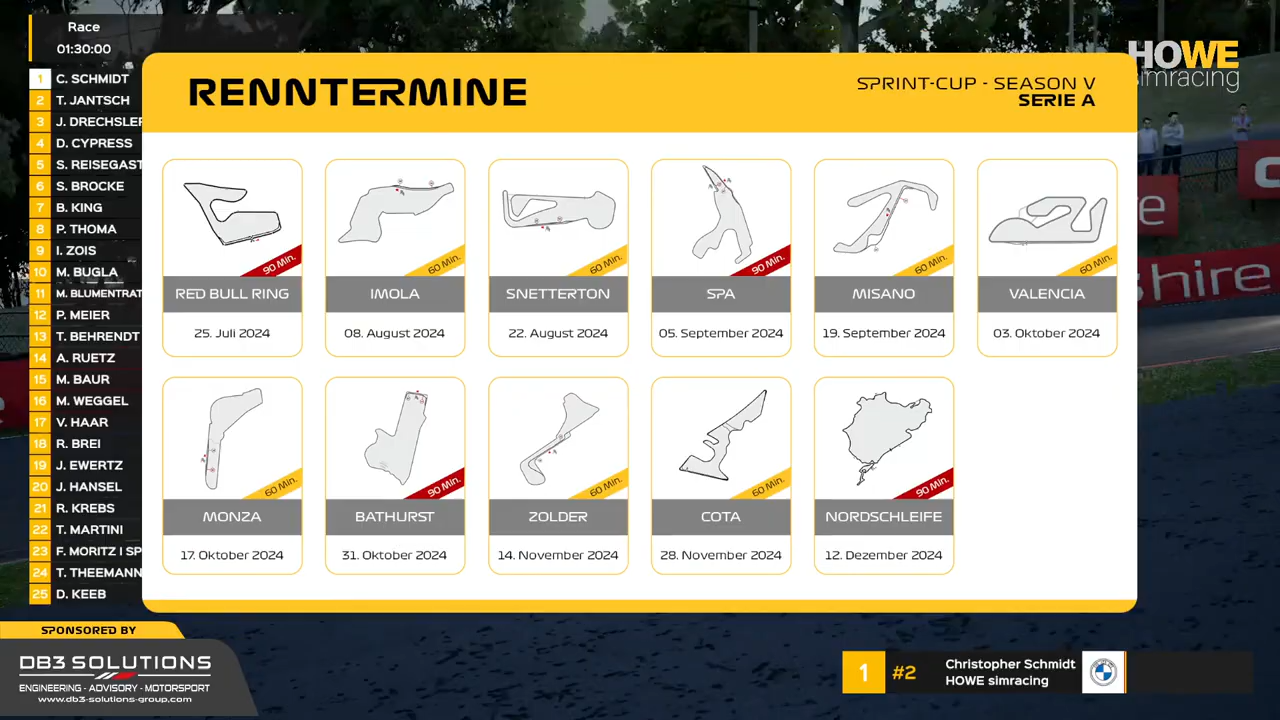 Race
01:30:00
1 C. SCHMIDT
2 T. JANTSCH
3 J. DRECHSLER
4 D. CYPRESS
5 S. REISEGAST
6 S. BROCKE
7 B. KING
8 P. THOMA
9 I. ZOIS
10 M. BUGLA
11 M. BLUMENTRAT
12 P. MEIER
13 T. BEHRENDT
14 A. RUETZ
15 M. BAUR
16 M. WEGGEL
17 V. HAAR
18 R. BREI
19 J. EWERTZ
20 J. HANSEL
21 R. KREBS
22 T. MARTINI
23 F. MORITZ I SP
24 T. THEEMANN
25 D. KEEB
RENNTERMINE
SPRINT-CUP - SEASON V
SERIE A
HOWE
simracing
90 Min.
RED BULL RING
25. Juli 2024
60 Min.
IMOLA
08. August 2024
60 Min.
SNETTERTON
22. August 2024
90 Min.
SPA
05. September 2024
60 Min.
MISANO
19. September 2024
60 Min.
VALENCIA
03. Oktober 2024
60 Min.
MONZA
17. Oktober 2024
90 Min.
BATHURST
31. Oktober 2024
60 Min.
ZOLDER
14. November 2024
60 Min.
COTA
28. November 2024
90 Min.
NORDSCHLEIFE
12. Dezember 2024
SPONSORED BY
DB3 SOLUTIONS
ENGINEERING - ADVISORY - MOTORSPORT
www.db3-solutions-group.com
1 #2 Christopher Schmidt
HOWE simracing